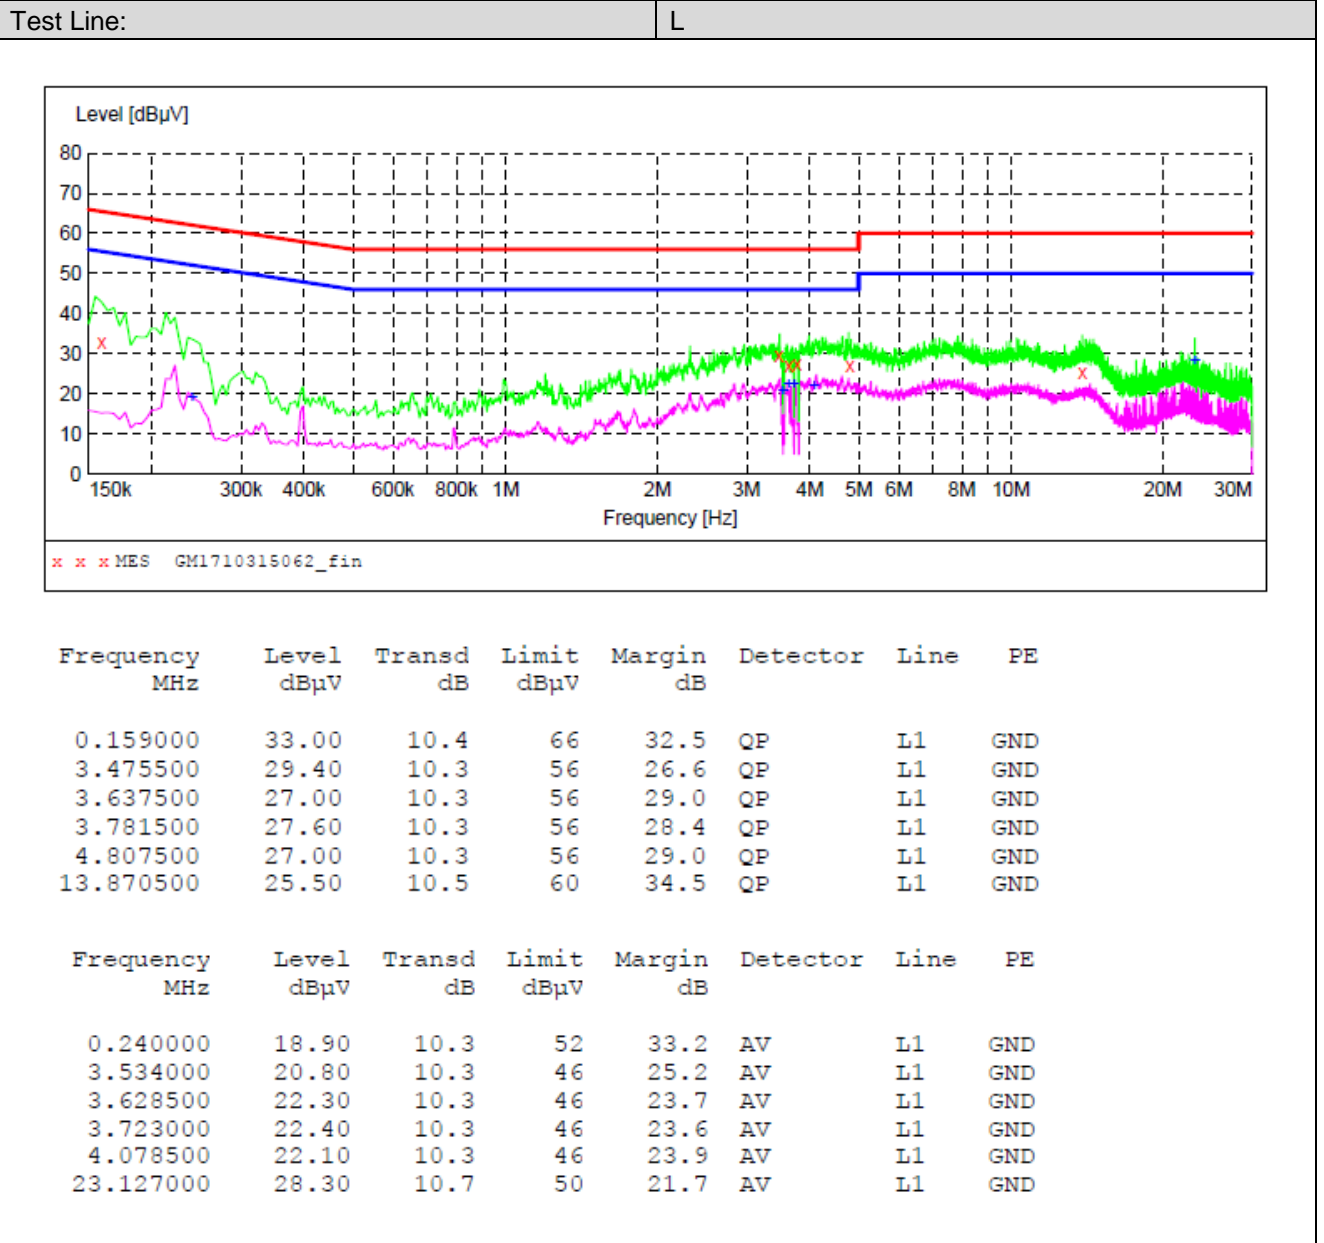 Test Line: L
Level [dBµV]
80
70
60
50
40
30
20
10
0
150k 300k 400k 600k 800k 1M 2M 3M 4M 5M 6M 8M 10M 20M 30M
Frequency [Hz]
x x x MES GM1710315062_fin
Frequency Level Transd Limit Margin Detector Line PE
MHz dBµV dB dBµV dB
0.159000 33.00 10.4 66 32.5 QP L1 GND
3.475500 29.40 10.3 56 26.6 QP L1 GND
3.637500 27.00 10.3 56 29.0 QP L1 GND
3.781500 27.60 10.3 56 28.4 QP L1 GND
4.807500 27.00 10.3 56 29.0 QP L1 GND
13.870500 25.50 10.5 60 34.5 QP L1 GND
Frequency Level Transd Limit Margin Detector Line PE
MHz dBµV dB dBµV dB
0.240000 18.90 10.3 52 33.2 AV L1 GND
3.534000 20.80 10.3 46 25.2 AV L1 GND
3.628500 22.30 10.3 46 23.7 AV L1 GND
3.723000 22.40 10.3 46 23.6 AV L1 GND
4.078500 22.10 10.3 46 23.9 AV L1 GND
23.127000 28.30 10.7 50 21.7 AV L1 GND